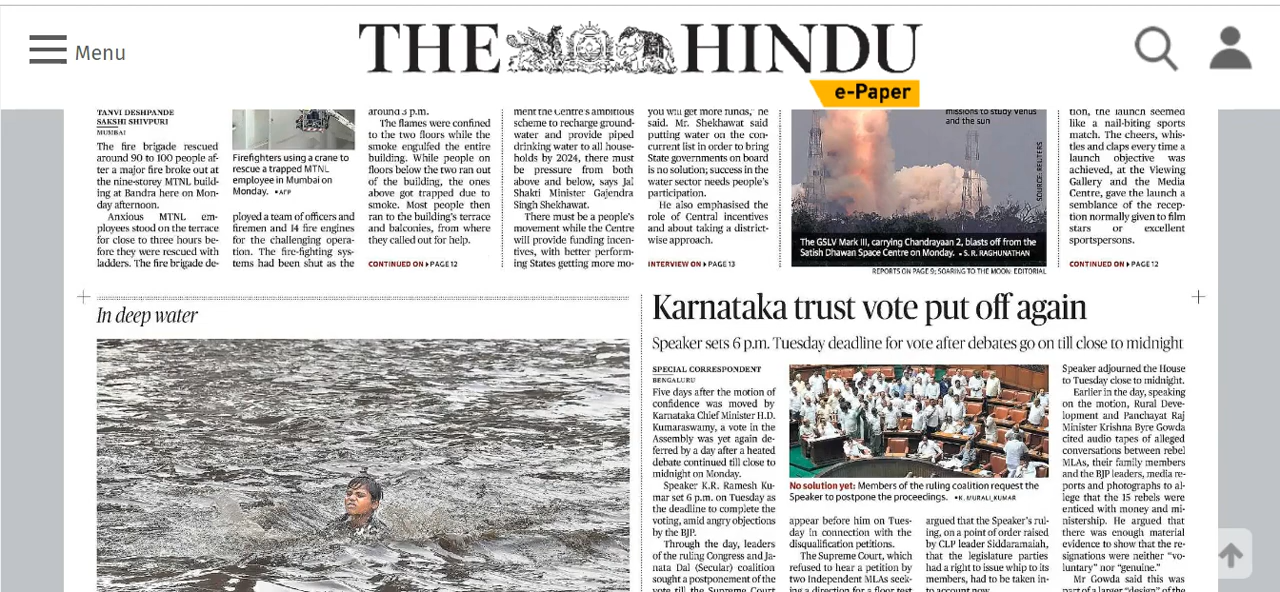 Menu
THE HINDU
e-Paper
TANVI DESHPANDE
SAKSHI SHIVPURI
MUMBAI
The fire brigade rescued
around 90 to 100 people af-
ter a major fire broke out at
the nine-storey MTNL build-
ing at Bandra here on Mon-
day afternoon.
Anxious MTNL em-
ployees stood on the terrace
for close to three hours be-
fore they were rescued with
ladders. The fire brigade de-
Firefighters using a crane to
rescue a trapped MTNL
employee in Mumbai on
Monday. • AFP
ployed a team of officers and
firemen and 14 fire engines
for the challenging opera-
tion. The fire-fighting sys-
tems had been shut as the
around 3 p.m.
The flames were confined
to the two floors while the
smoke engulfed the entire
building. While people on
floors below the two ran out
of the building, the ones
above got trapped due to
smoke. Most people then
ran to the building's terrace
and balconies, from where
they called out for help.
CONTINUED ON ▸ PAGE 12
ment the Centre's ambitious
scheme to recharge ground-
water and provide piped
drinking water to all house-
holds by 2024, there must
be pressure from both
above and below, says Jal
Shakti Minister Gajendra
Singh Shekhawat.
There must be a people's
movement while the Centre
will provide funding incen-
tives, with better perform-
ing States getting more mo-
you will get more funds," he
said. Mr. Shekhawat said
putting water on the con-
current list in order to bring
State governments on board
is no solution; success in the
water sector needs people's
participation.
He also emphasised the
role of Central incentives
and about taking a district-
wise approach.
INTERVIEW ON ▸ PAGE 13
missions to study Venus
and the sun
SOURCE: REUTERS
The GSLV Mark III, carrying Chandrayaan 2, blasts off from the
Satish Dhawan Space Centre on Monday. • S. R. RAGHUNATHAN
REPORTS ON PAGE 9; SOARING TO THE MOON: EDITORIAL
tion, the launch seemed
like a nail-biting sports
match. The cheers, whis-
tles and claps every time a
launch objective was
achieved, at the Viewing
Gallery and the Media
Centre, gave the launch a
semblance of the recep-
tion normally given to film
stars or excellent
sportspersons.
CONTINUED ON ▸ PAGE 12
In deep water
Karnataka trust vote put off again
Speaker sets 6 p.m. Tuesday deadline for vote after debates go on till close to midnight
SPECIAL CORRESPONDENT
BENGALURU
Five days after the motion of
confidence was moved by
Karnataka Chief Minister H.D.
Kumaraswamy, a vote in the
Assembly was yet again de-
ferred by a day after a heated
debate continued till close to
midnight on Monday.
Speaker K.R. Ramesh Ku-
mar set 6 p.m. on Tuesday as
the deadline to complete the
voting, amid angry objections
by the BJP.
Through the day, leaders
of the ruling Congress and Ja-
nata Dal (Secular) coalition
sought a postponement of the
vote till the Supreme Court
No solution yet: Members of the ruling coalition request the
Speaker to postpone the proceedings. • K. MURALI KUMAR
appear before him on Tues-
day in connection with the
disqualification petitions.
The Supreme Court, which
refused to hear a petition by
two Independent MLAs seek-
ing a direction for a floor test
argued that the Speaker's rul-
ing, on a point of order raised
by CLP leader Siddaramaiah,
that the legislature parties
had a right to issue whip to its
members, had to be taken in-
to account now.
Speaker adjourned the House
to Tuesday close to midnight.
Earlier in the day, speaking
on the motion, Rural Deve-
lopment and Panchayat Raj
Minister Krishna Byre Gowda
cited audio tapes of alleged
conversations between rebel
MLAs, their family members
and the BJP leaders, media re-
ports and photographs to al-
lege that the 15 rebels were
enticed with money and mi-
nistership. He argued that
there was enough material
evidence to show that the re-
signations were neither "vo-
luntary" nor "genuine."
Mr Gowda said this was
part of a larger "design" of the